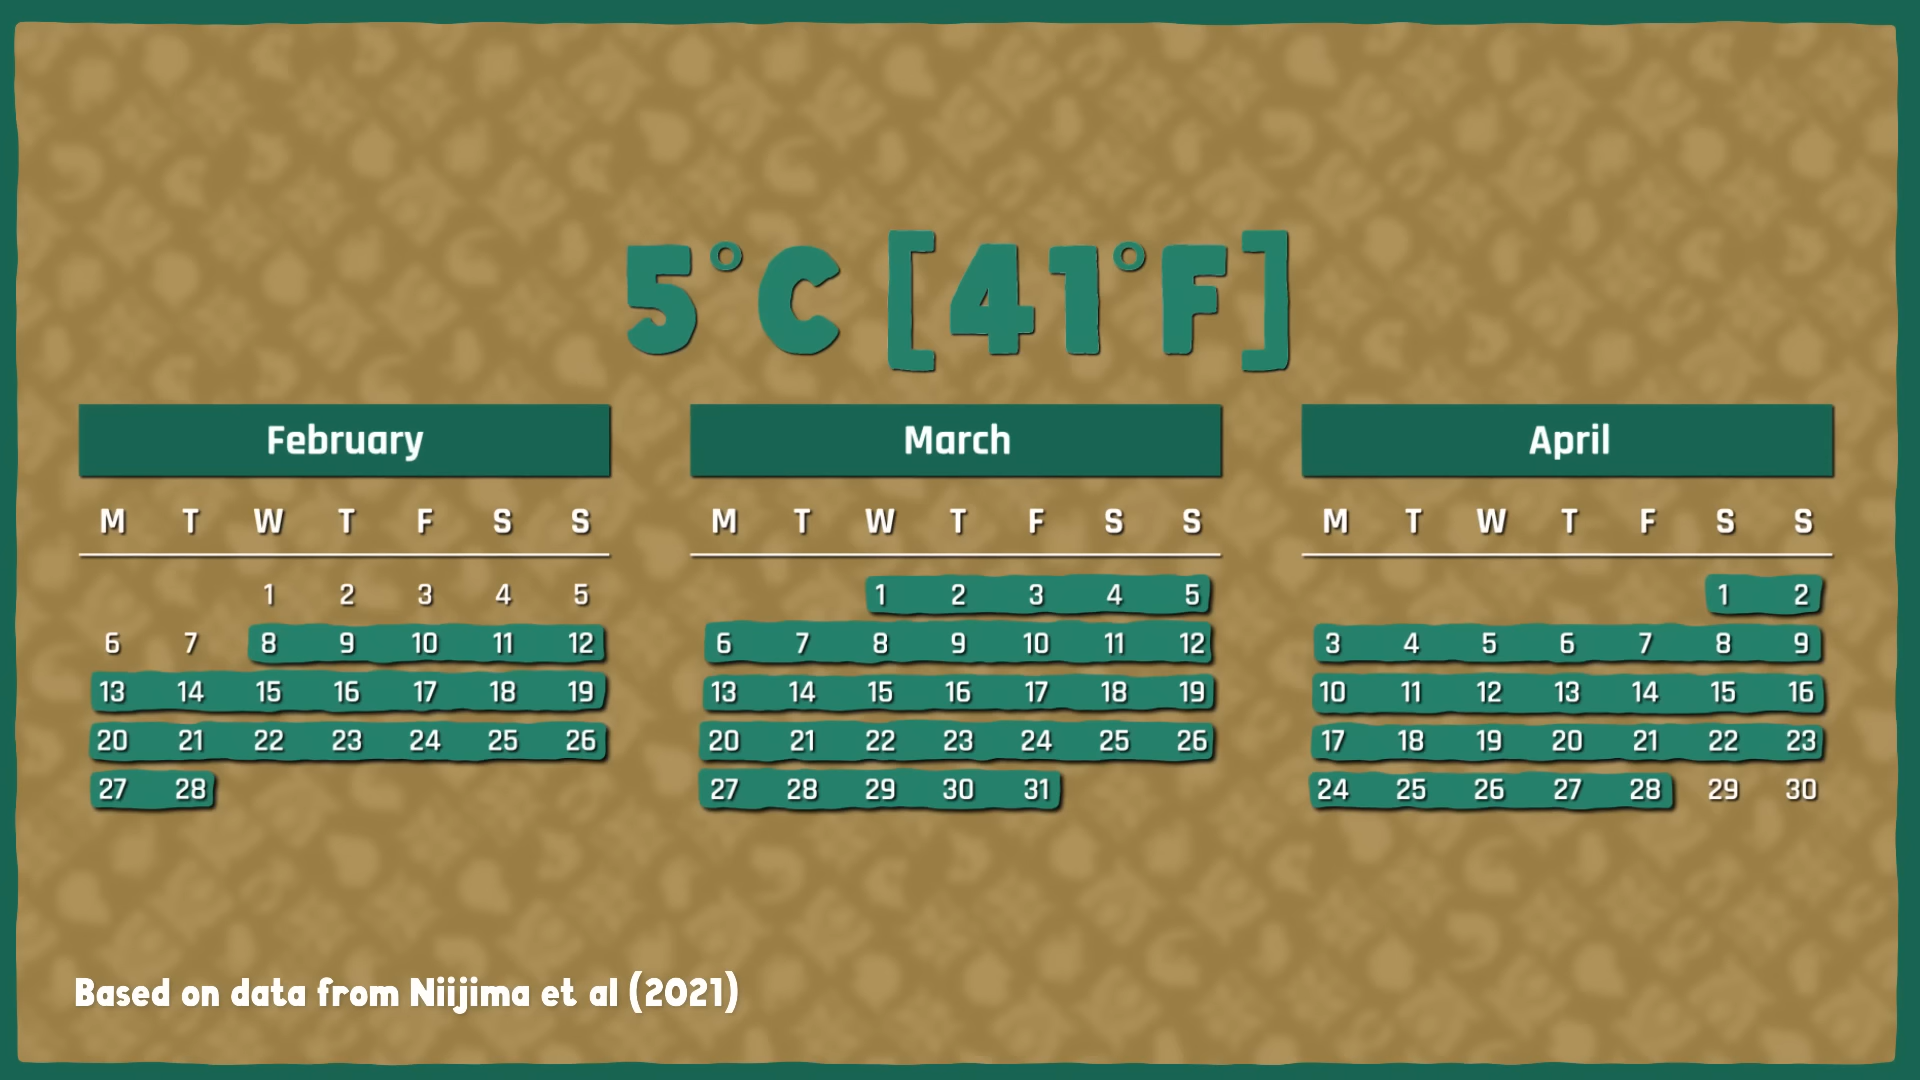 5°C [41°F]
February
M T W T F S S
1 2 3 4 5
6 7 8 9 10 11 12
13 14 15 16 17 18 19
20 21 22 23 24 25 26
27 28
March
M T W T F S S
1 2 3 4 5
6 7 8 9 10 11 12
13 14 15 16 17 18 19
20 21 22 23 24 25 26
27 28 29 30 31
April
M T W T F S S
1 2
3 4 5 6 7 8 9
10 11 12 13 14 15 16
17 18 19 20 21 22 23
24 25 26 27 28 29 30
Based on data from Niijima et al (2021)